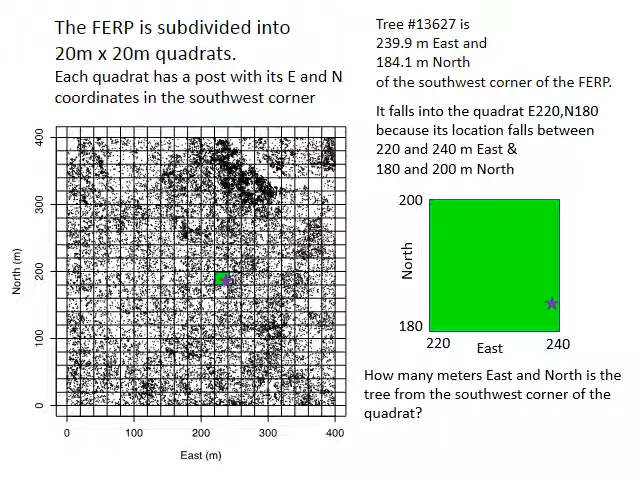 The FERP is subdivided into
20m x 20m quadrats.
Each quadrat has a post with its E and N
coordinates in the southwest corner
Tree #13627 is
239.9 m East and
184.1 m North
of the southwest corner of the FERP.
It falls into the quadrat E220,N180
because its location falls between
220 and 240 m East &
180 and 200 m North
400
300
200
100
0
North (m)
0 100 200 300 400
East (m)
200
North
180
220 240
East
How many meters East and North is the
tree from the southwest corner of the
quadrat?